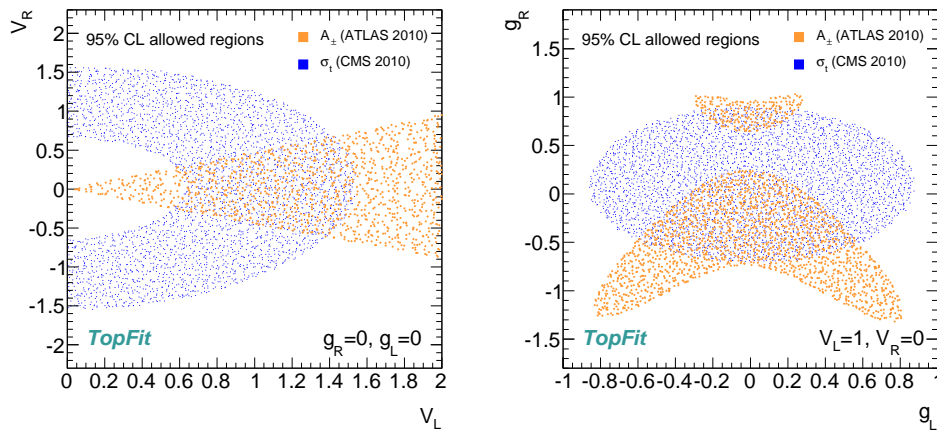 V_R
95% CL allowed regions
A_± (ATLAS 2010)
σ_t (CMS 2010)
2
1.5
1
0.5
0
-0.5
-1
-1.5
-2
TopFit
g_R=0, g_L=0
0 0.2 0.4 0.6 0.8 1 1.2 1.4 1.6 1.8 2
V_L
g_R
95% CL allowed regions
A_± (ATLAS 2010)
σ_t (CMS 2010)
1.5
1
0.5
0
-0.5
-1
-1.5
TopFit
V_L=1, V_R=0
-1 -0.8 -0.6 -0.4 -0.2 0 0.2 0.4 0.6 0.8 1
g_L